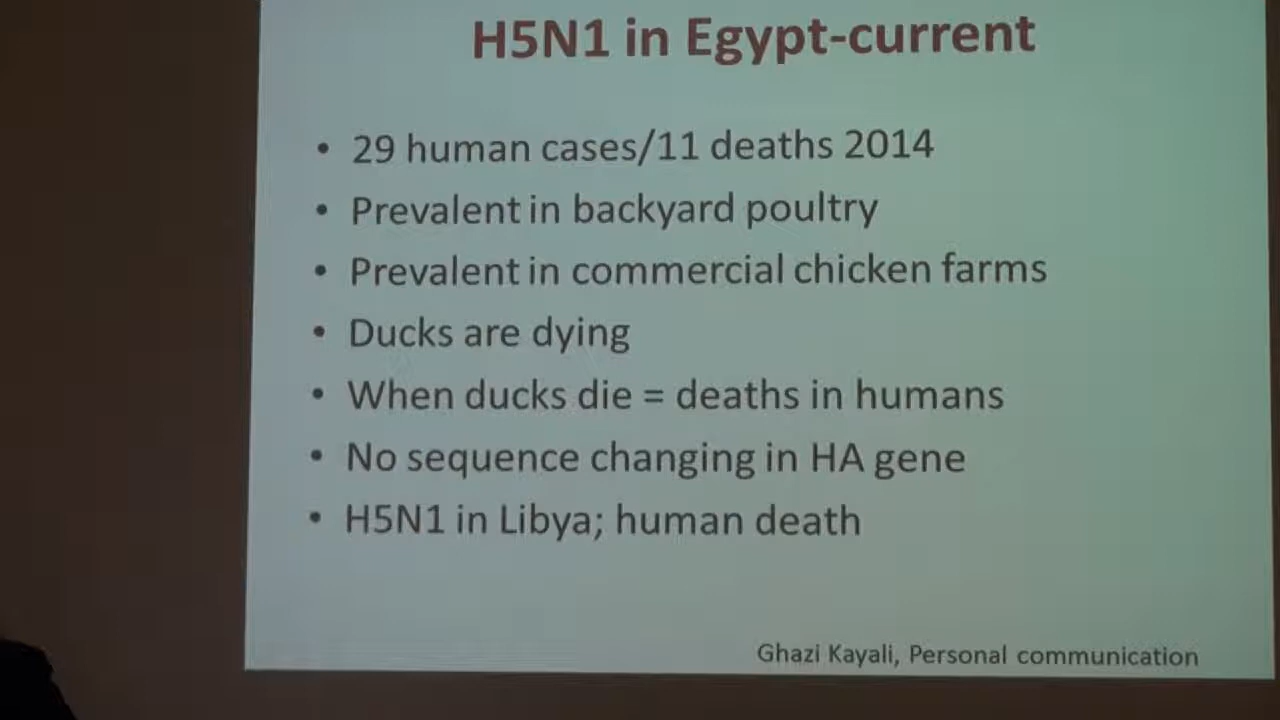 H5N1 in Egypt-current
• 29 human cases/11 deaths 2014
• Prevalent in backyard poultry
• Prevalent in commercial chicken farms
• Ducks are dying
• When ducks die = deaths in humans
• No sequence changing in HA gene
• H5N1 in Libya; human death
Ghazi Kayali, Personal communication